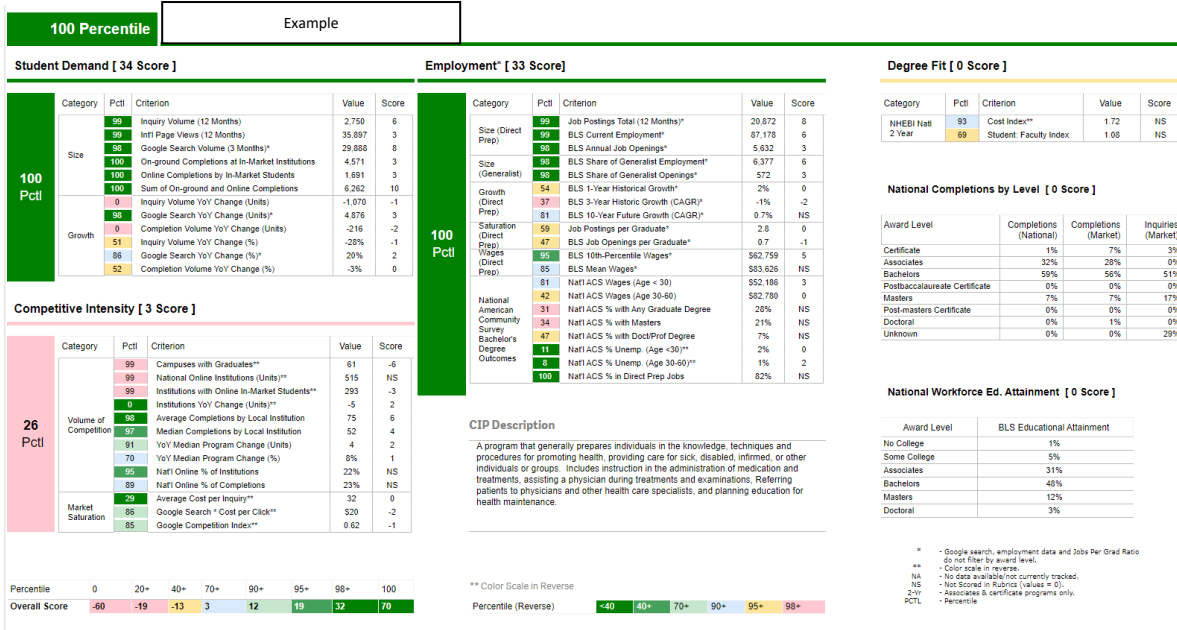 100 Percentile
Example
Student Demand [ 34 Score ]
Category Pctl Criterion Value Score
100 Pctl
Size
99 Inquiry Volume (12 Months) 2,750 6
99 Int'l Page Views (12 Months) 35,897 3
98 Google Search Volume (3 Months)* 29,888 8
100 On-ground Completions at In-Market Institutions 4,571 3
100 Online Completions by In-Market Students 1,691 3
100 Sum of On-ground and Online Completions 6,262 10
Growth
0 Inquiry Volume YoY Change (Units) -1,070 -1
98 Google Search YoY Change (Units)* 4,876 3
0 Completion Volume YoY Change (Units) -216 -2
51 Inquiry Volume YoY Change (%) -28% -1
86 Google Search YoY Change (%)* 20% 2
52 Completion Volume YoY Change (%) -3% 0
Competitive Intensity [ 3 Score ]
Category Pctl Criterion Value Score
26 Pctl
Volume of Competition
99 Campuses with Graduates** 61 -6
99 National Online Institutions (Units)** 515 NS
99 Institutions with Online In-Market Students** 293 -3
0 Institutions YoY Change (Units)** -5 2
98 Average Completions by Local Institution 75 6
97 Median Completions by Local Institution 52 4
91 YoY Median Program Change (Units) 4 2
70 YoY Median Program Change (%) 8% 1
95 Nat'l Online % of Institutions 22% NS
89 Nat'l Online % of Completions 23% NS
Market Saturation
29 Average Cost per Inquiry** 32 0
86 Google Search * Cost per Click** $20 -2
85 Google Competition Index** 0.62 -1
Percentile 0 20+ 40+ 70+ 90+ 95+ 98+ 100
Overall Score -60 -19 -13 3 12 19 32 70
Employment* [ 33 Score]
Category Pctl Criterion Value Score
100 Pctl
Size (Direct Prep)
99 Job Postings Total (12 Months)* 20,872 8
99 BLS Current Employment* 87,178 6
98 BLS Annual Job Openings* 5,632 3
Size (Generalist)
98 BLS Share of Generalist Employment* 6,377 6
98 BLS Share of Generalist Openings* 572 3
Growth (Direct Prep)
54 BLS 1-Year Historical Growth* 2% 0
37 BLS 3-Year Historic Growth (CAGR)* -1% -2
81 BLS 10-Year Future Growth (CAGR)* 0.7% NS
Saturation (Direct Prep)
59 Job Postings per Graduate* 2.8 0
47 BLS Job Openings per Graduate* 0.7 -1
Wages (Direct Prep)
95 BLS 10th-Percentile Wages* $62,759 5
85 BLS Mean Wages* $83,626 NS
National American Community Survey Bachelor's Degree Outcomes
81 Nat'l ACS Wages (Age < 30) $52,186 3
42 Nat'l ACS Wages (Age 30-60) $82,780 0
31 Nat'l ACS % with Any Graduate Degree 28% NS
34 Nat'l ACS % with Masters 21% NS
47 Nat'l ACS % with Doct/Prof Degree 7% NS
11 Nat'l ACS % Unemp. (Age <30)** 2% 0
8 Nat'l ACS % Unemp. (Age 30-60)** 1% 2
100 Nat'l ACS % in Direct Prep Jobs 82% NS
CIP Description
A program that generally prepares individuals in the knowledge, techniques and
procedures for promoting health, providing care for sick, disabled, infirmed, or other
individuals or groups. Includes instruction in the administration of medication and
treatments, assisting a physician during treatments and examinations, Referring
patients to physicians and other health care specialists, and planning education for
health maintenance.
** Color Scale in Reverse
Percentile (Reverse) <40 40+ 70+ 90+ 95+ 98+
Degree Fit [ 0 Score ]
Category Pctl Criterion Value Score
NHEBI Natl 2 Year
93 Cost Index** 1.72 NS
69 Student: Faculty Index 1.08 NS
National Completions by Level [ 0 Score ]
Award Level Completions (National) Completions (Market) Inquiries (Market)
Certificate 1% 7% 3%
Associates 32% 28% 0%
Bachelors 59% 56% 51%
Postbaccalaureate Certificate 0% 0% 0%
Masters 7% 7% 17%
Post-masters Certificate 0% 0% 0%
Doctoral 0% 1% 0%
Unknown 0% 0% 29%
National Workforce Ed. Attainment [ 0 Score ]
Award Level BLS Educational Attainment
No College 1%
Some College 5%
Associates 31%
Bachelors 48%
Masters 12%
Doctoral 3%
* - Google search, employment data and Jobs Per Grad Ratio
do not filter by award level.
** - Color scale in reverse.
NA - No data available/not currently tracked.
NS - Not Scored in Rubrics (values = 0).
2-Yr - Associates & certificate programs only.
PCTL - Percentile